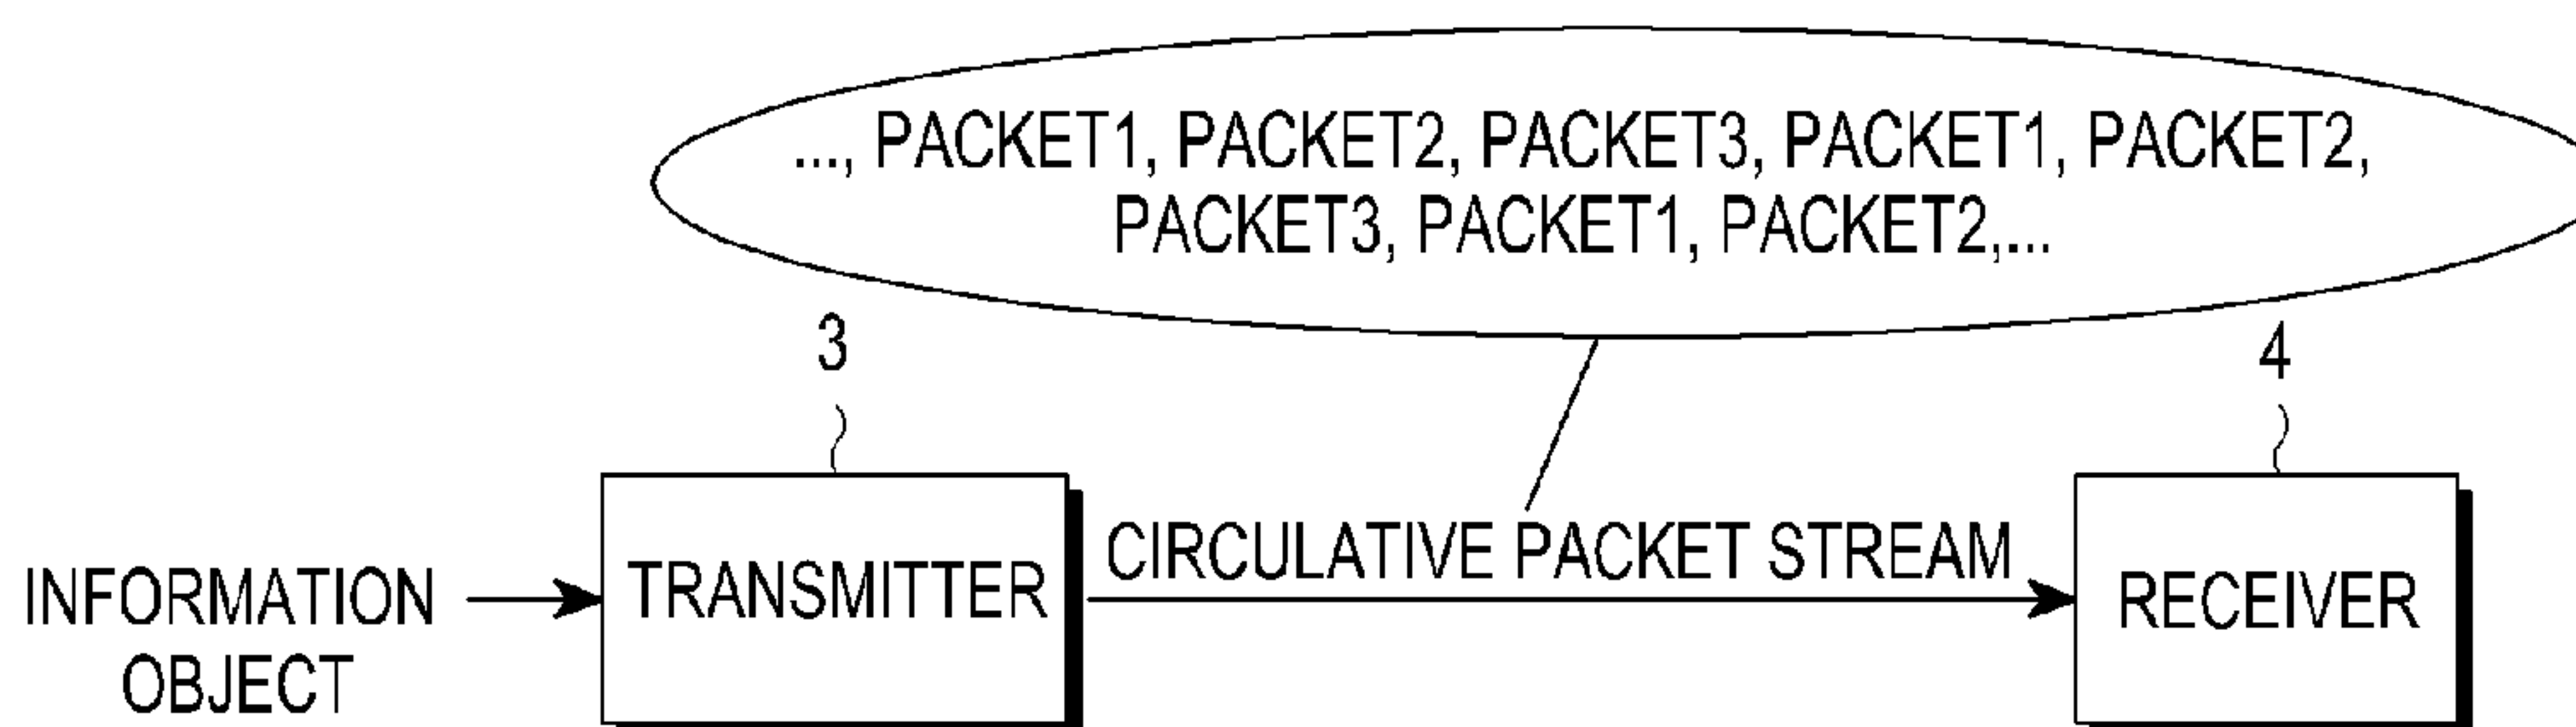 ..., PACKET1, PACKET2, PACKET3, PACKET1, PACKET2,
PACKET3, PACKET1, PACKET2,...
3
4
CIRCULATIVE PACKET STREAM
INFORMATION
OBJECT
TRANSMITTER
RECEIVER